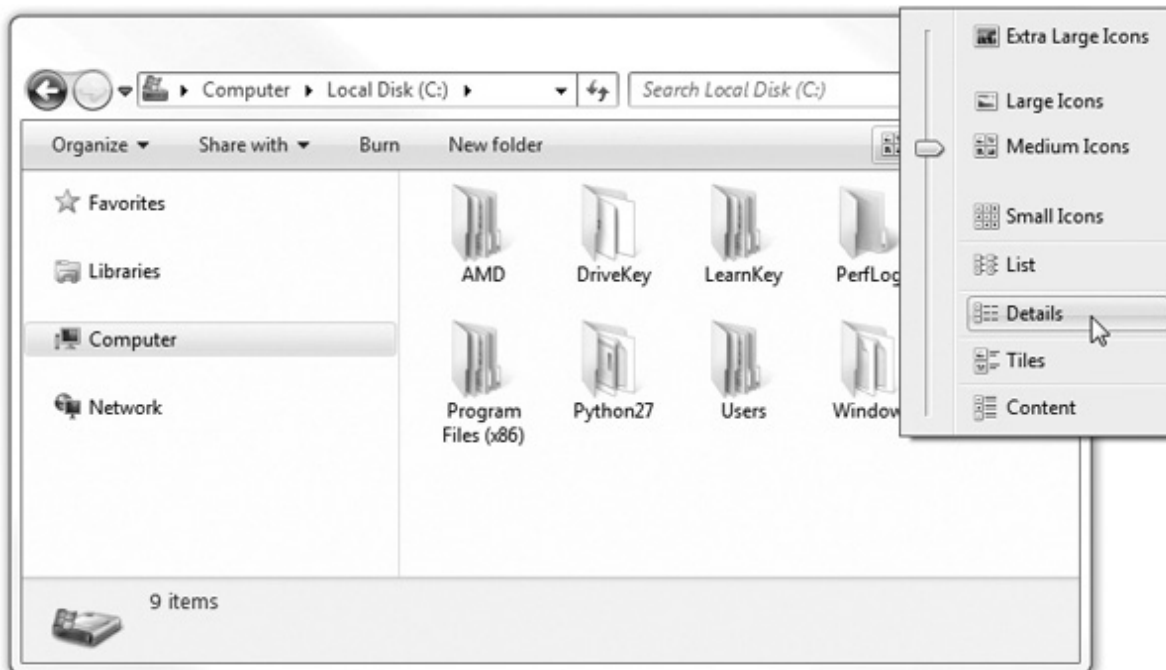 Computer Local Disk (C:)
Search Local Disk (C:)
Organize Share with Burn New folder
Favorites
Libraries
Computer
Network
AMD DriveKey LearnKey PerfLog
Program Files (x86) Python27 Users Window
9 items
Extra Large Icons
Large Icons
Medium Icons
Small Icons
List
Details
Tiles
Content